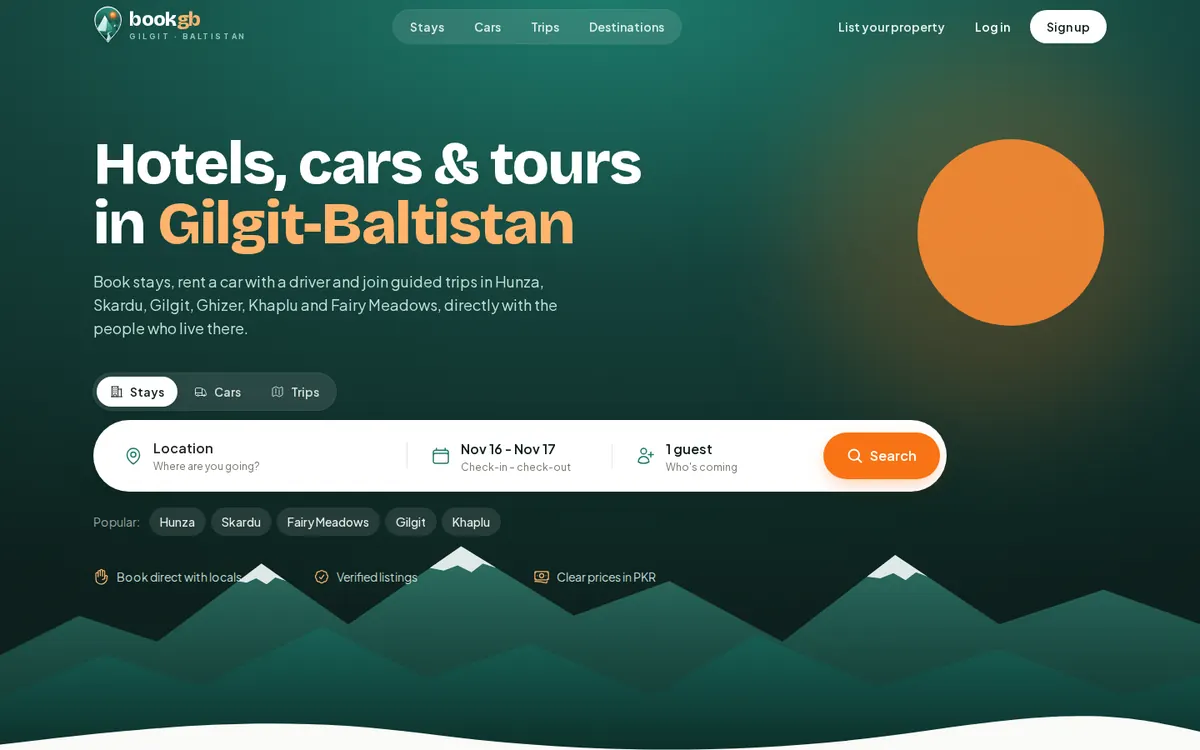 bookgb
GILGIT · BALTISTAN
Stays
Cars
Trips
Destinations
List your property
Log in
Sign up
Hotels, cars & tours
in Gilgit-Baltistan
Book stays, rent a car with a driver and join guided trips in Hunza,
Skardu, Gilgit, Ghizer, Khaplu and Fairy Meadows, directly with the
people who live there.
Stays
Cars
Trips
Location
Where are you going?
Nov 16 - Nov 17
Check-in - check-out
1 guest
Who's coming
Search
Popular:
Hunza
Skardu
Fairy Meadows
Gilgit
Khaplu
Book direct with locals
Verified listings
Clear prices in PKR